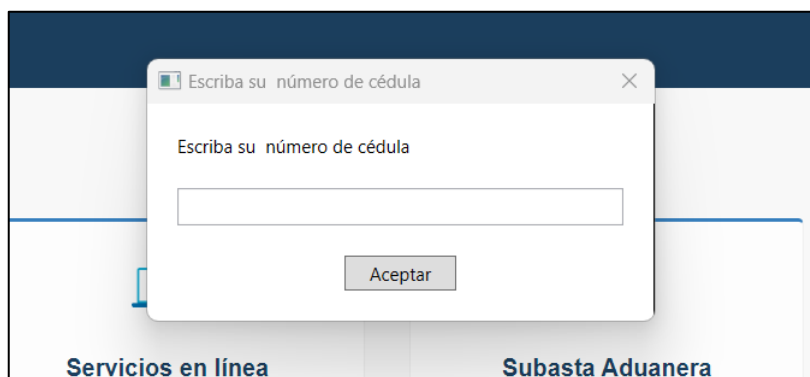 Escriba su  número de cédula
Escriba su  número de cédula
Aceptar
Servicios en línea
Subasta Aduanera